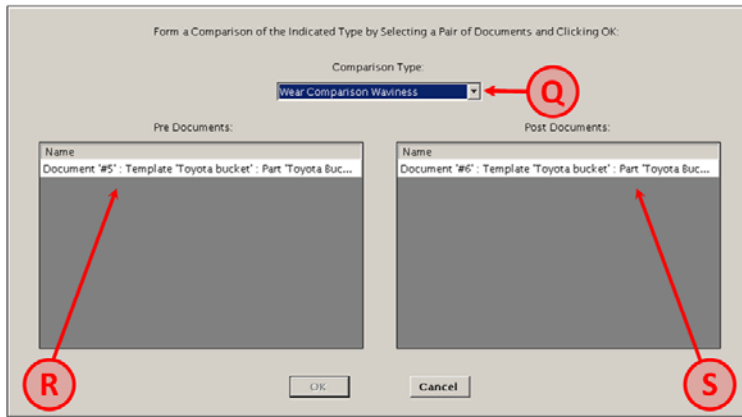 Form a Comparison of the Indicated Type by Selecting a Pair of Documents and Clicking OK:
Comparison Type:
Wear Comparison Waviness
Q
Pre Documents:
Post Documents:
Name
Name
Document '#5' : Template 'Toyota bucket' : Part 'Toyota Buc...
Document '#6' : Template 'Toyota bucket' : Part 'Toyota Buc...
R
S
OK
Cancel